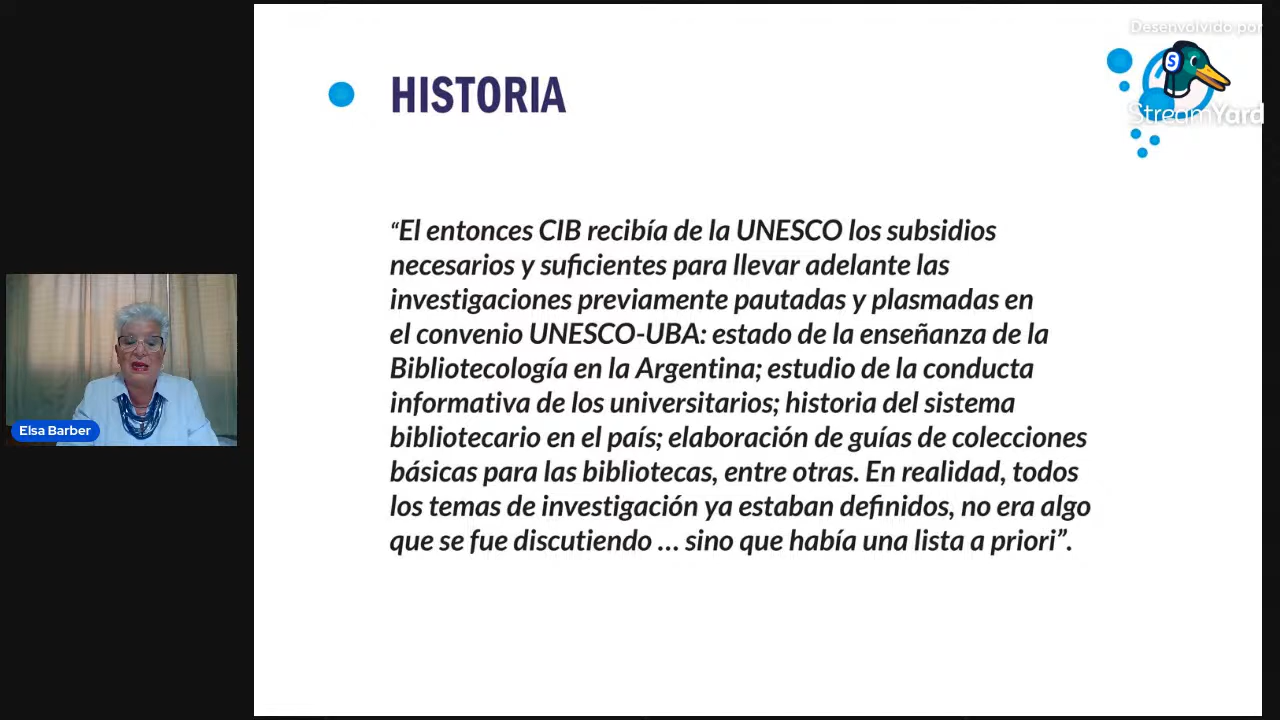 Desenvolvido por
StreamYard
HISTORIA
“El entonces CIB recibía de la UNESCO los subsidios
necesarios y suficientes para llevar adelante las
investigaciones previamente pautadas y plasmadas en
el convenio UNESCO-UBA: estado de la enseñanza de la
Bibliotecología en la Argentina; estudio de la conducta
informativa de los universitarios; historia del sistema
bibliotecario en el país; elaboración de guías de colecciones
básicas para las bibliotecas, entre otras. En realidad, todos
los temas de investigación ya estaban definidos, no era algo
que se fue discutiendo ... sino que había una lista a priori”.
Elsa Barber